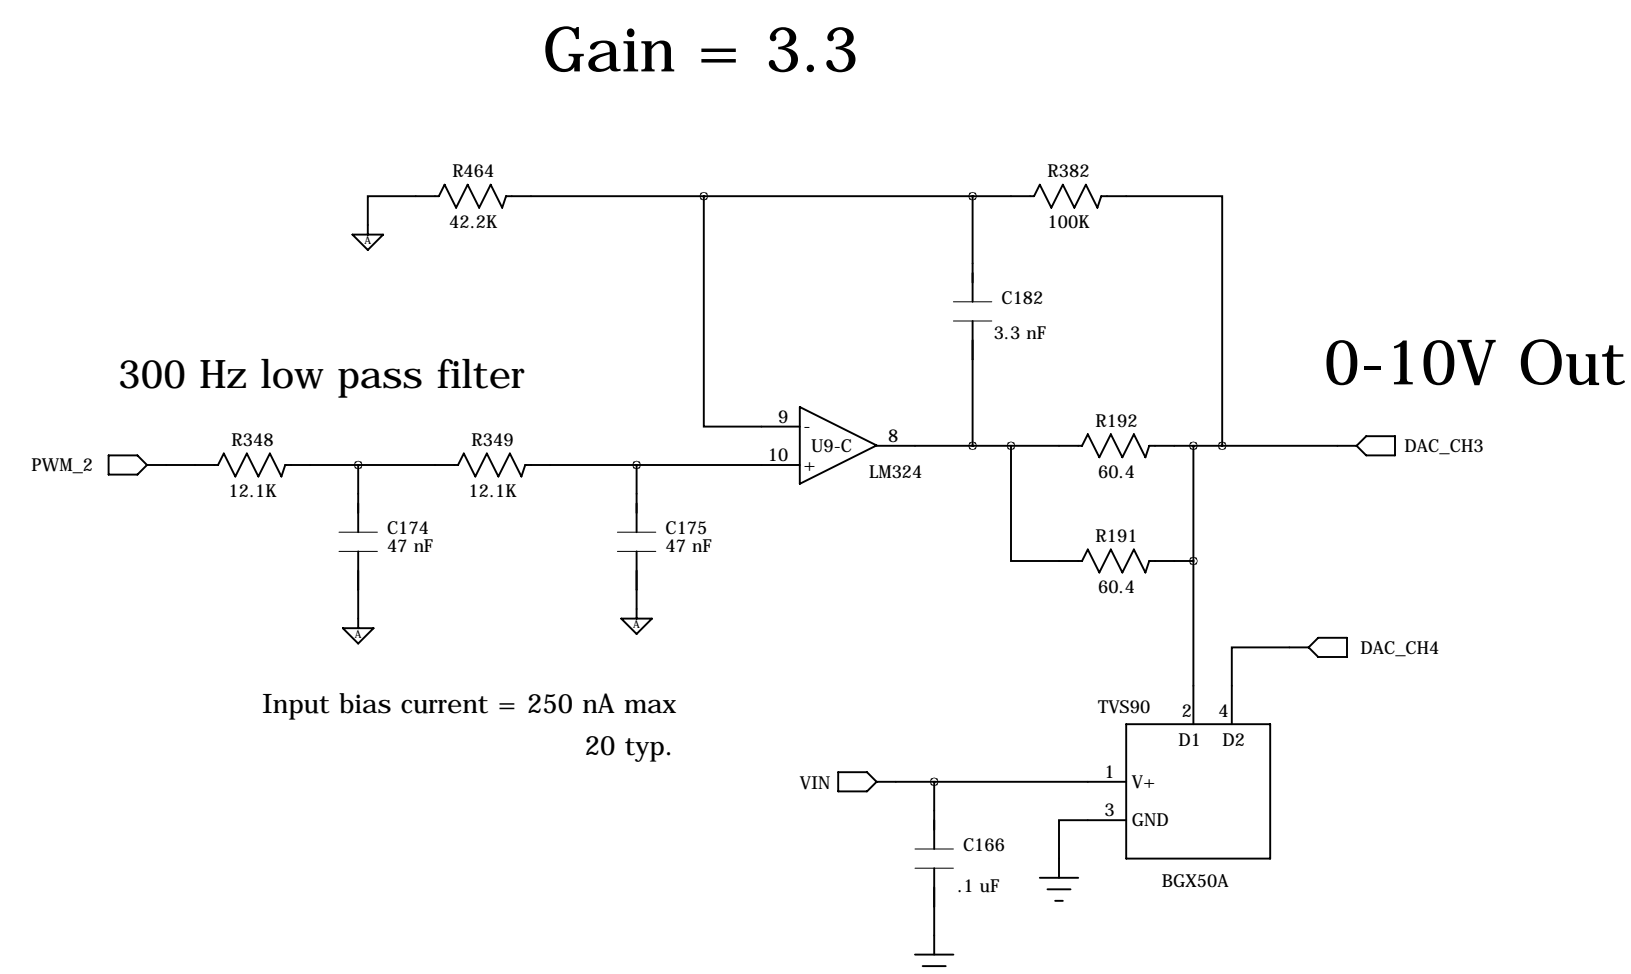 Gain = 3.3
R464
42.2K
A
R382
100K
C182
3.3 nF
0-10V Out
300 Hz low pass filter
R348
12.1K
R349
12.1K
PWM_2
9
-
10
+
U9-C
8
LM324
R192
60.4
DAC_CH3
C174
47 nF
A
C175
47 nF
A
R191
60.4
DAC_CH4
Input bias current = 250 nA max
20 typ.
TVS90
2
4
D1
D2
VIN
1
V+
3
GND
C166
.1 uF
BGX50A